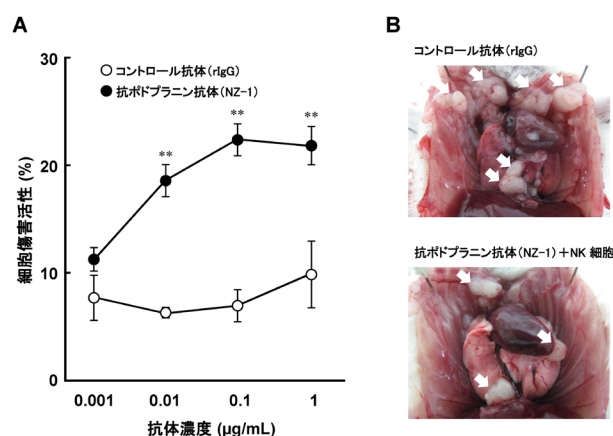 A
30
20
10
0
細胞傷害活性 (%)
コントロール抗体(rIgG)
抗ポドプラニン抗体(NZ-1)
**
**
**
0.001
0.01
0.1
1
抗体濃度 (µg/mL)
B
コントロール抗体(rIgG)
抗ポドプラニン抗体(NZ-1)+NK 細胞